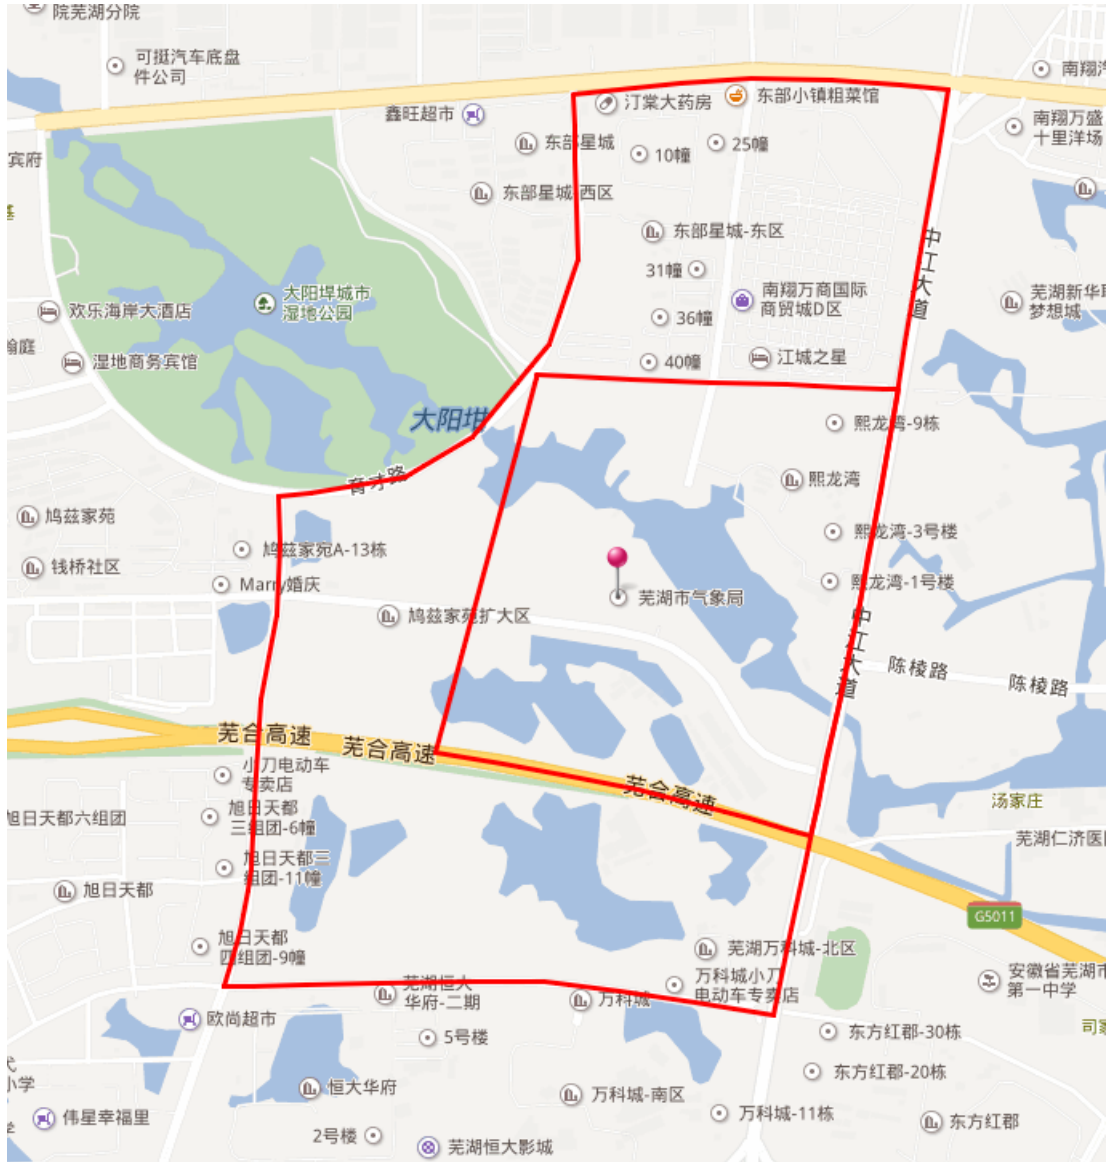 院芜湖分院
可挺汽车底盘
件公司
南翔汽
鑫旺超市
汀棠大药房
东部小镇粗菜馆
南翔万盛
十里洋场
宾府
东部星城
10幢
25幢
东部星城-西区
东部星城-东区
中江大道
31幢
大阳埠城市
湿地公园
南翔万商国际
商贸城D区
欢乐海岸大酒店
芜湖新华联
梦想城
36幢
翰庭
湿地商务宾馆
40幢
江城之星
大阳坩
熙龙湾-9栋
育才路
熙龙湾
鸠兹家苑
熙龙湾-3号楼
鸠兹家宛A-13栋
钱桥社区
Marry婚庆
熙龙湾-1号楼
芜湖市气象局
鸠兹家苑扩大区
中江大道
陈棱路
陈棱路
芜合高速
芜合高速
芜合高速
小刀电动车
专卖店
旭日天都
三组团-6幢
旭日天都六组团
汤家庄
芜湖仁济医
旭日天都三
组团-11幢
旭日天都
G5011
旭日天都
四组团-9幢
芜湖万科城-北区
芜湖恒大
华府-二期
万科城
万科城小刀
电动车专卖店
安徽省芜湖市
第一中学
欧尚超市
5号楼
东方红郡-30栋
司家
小学
恒大华府
万科城-南区
东方红郡-20栋
伟星幸福里
万科城-11栋
东方红郡
2号楼
芜湖恒大影城